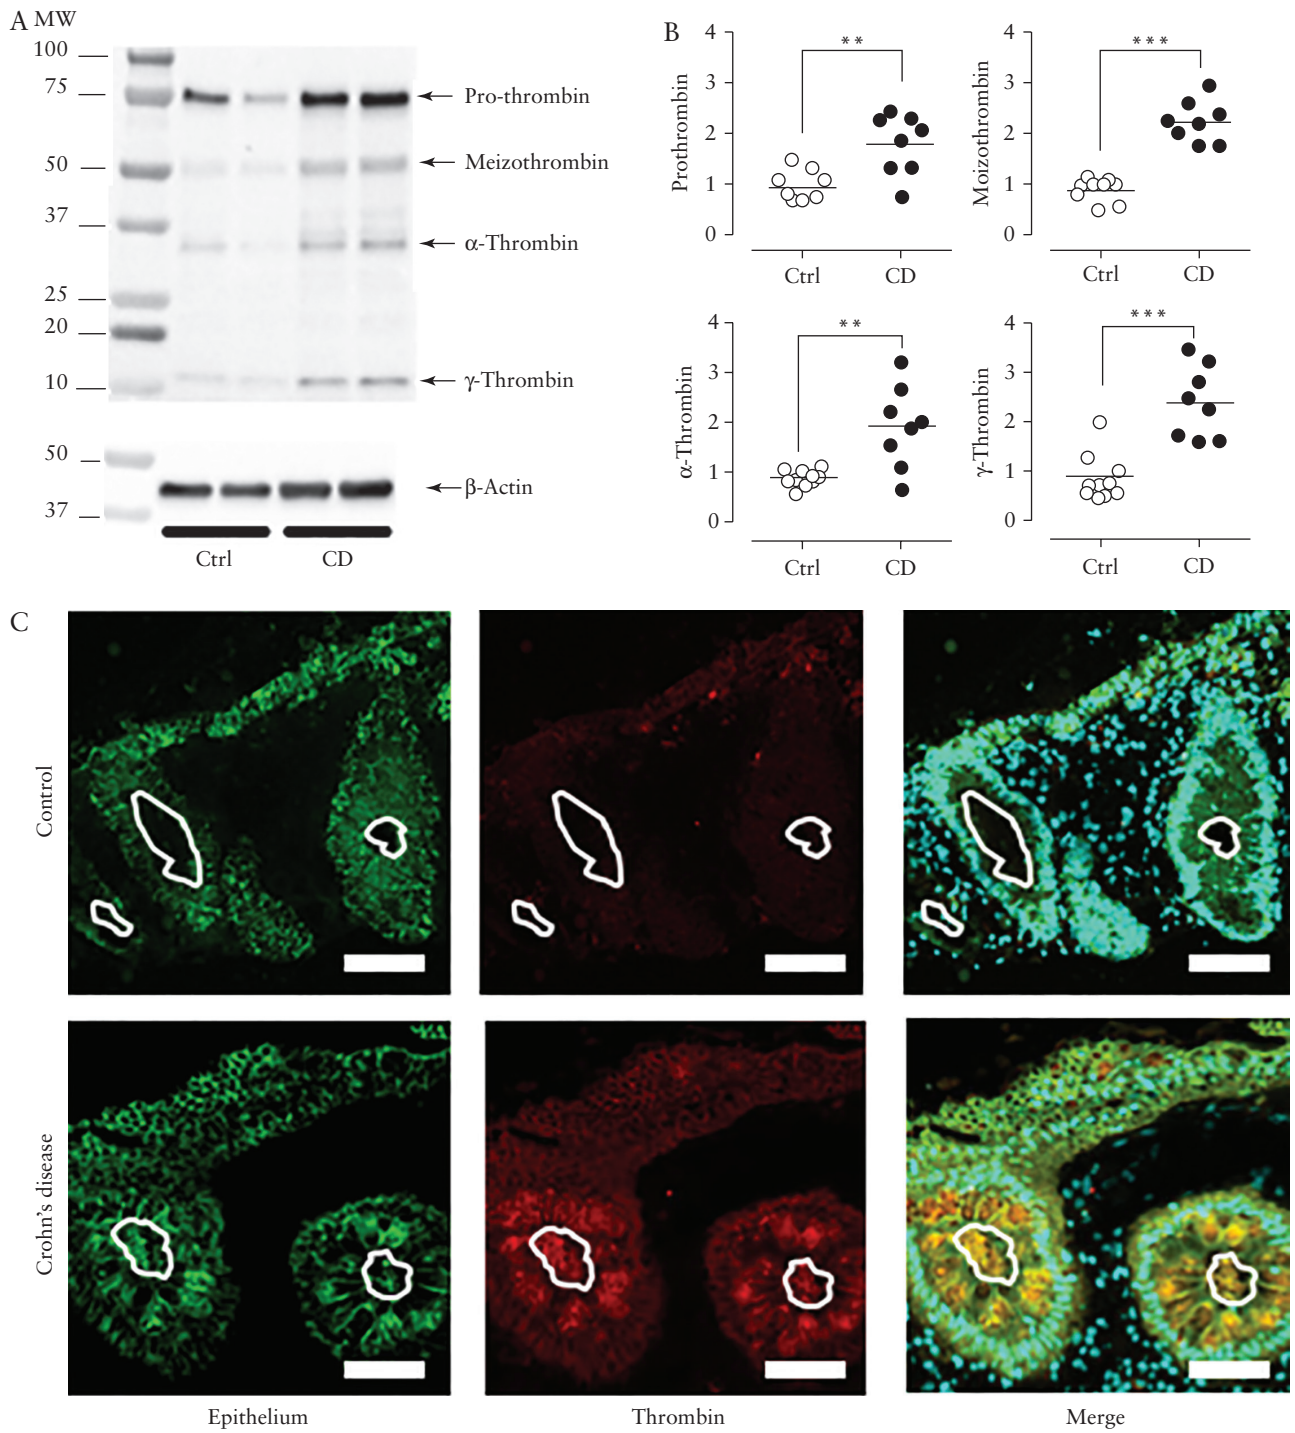 A MW
100
75
50
37
25
20
10
50
37
Pro-thrombin
Meizothrombin
α-Thrombin
γ-Thrombin
β-Actin
Ctrl CD
B
Prothrombin
4
3
2
1
0
**
Ctrl CD
Moizothrombin
4
3
2
1
0
***
Ctrl CD
α-Thrombin
4
3
2
1
0
**
Ctrl CD
γ-Thrombin
4
3
2
1
0
***
Ctrl CD
C
Control
Crohn's disease
Epithelium Thrombin Merge